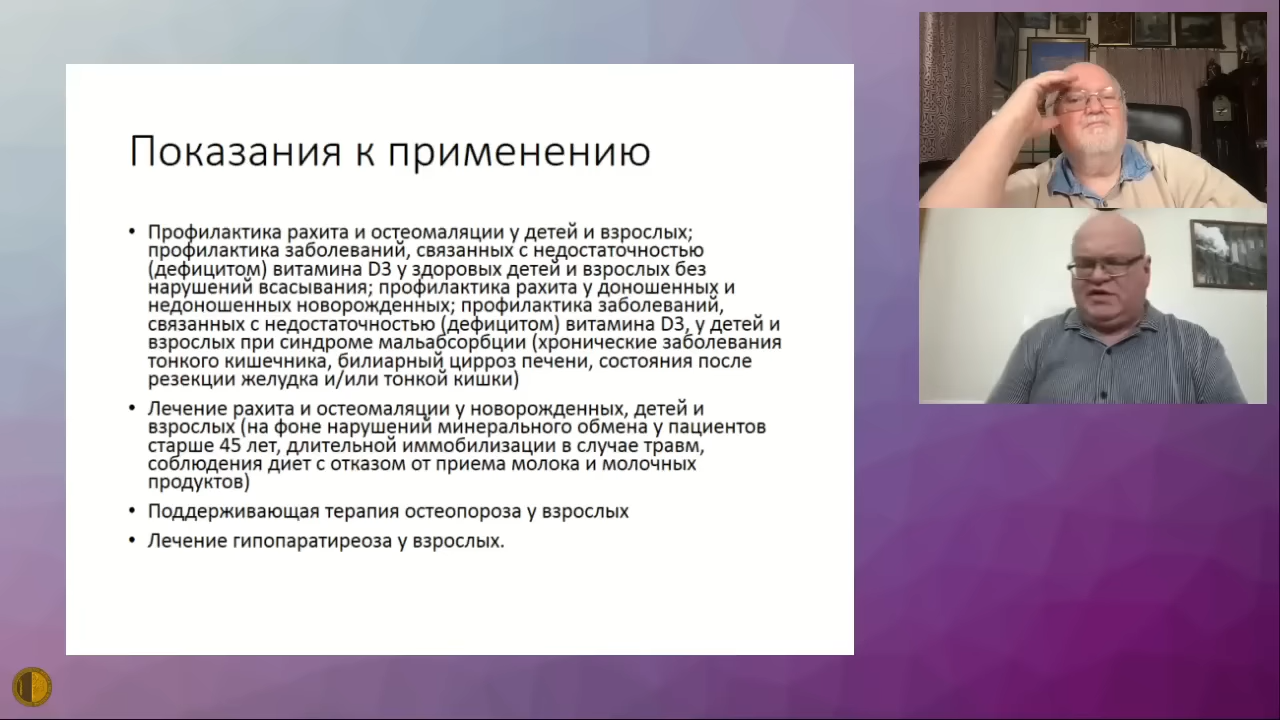 Показания к применению
• Профилактика рахита и остеомаляции у детей и взрослых;
профилактика заболеваний, связанных с недостаточностью
(дефицитом) витамина D3 у здоровых детей и взрослых без
нарушений всасывания; профилактика рахита у доношенных и
недоношенных новорожденных; профилактика заболеваний,
связанных с недостаточностью (дефицитом) витамина D3, у детей и
взрослых при синдроме мальабсорбции (хронические заболевания
тонкого кишечника, билиарный цирроз печени, состояния после
резекции желудка и/или тонкой кишки)
• Лечение рахита и остеомаляции у новорожденных, детей и
взрослых (на фоне нарушений минерального обмена у пациентов
старше 45 лет, длительной иммобилизации в случае травм,
соблюдения диет с отказом от приема молока и молочных
продуктов)
• Поддерживающая терапия остеопороза у взрослых
• Лечение гипопаратиреоза у взрослых.